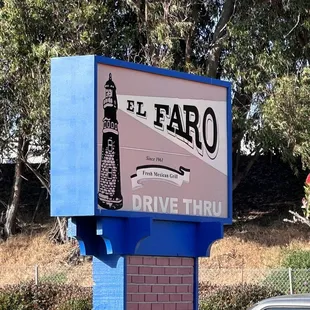 EL FARO
Since 1961
Fresh Mexican Grill
DRIVE THRU